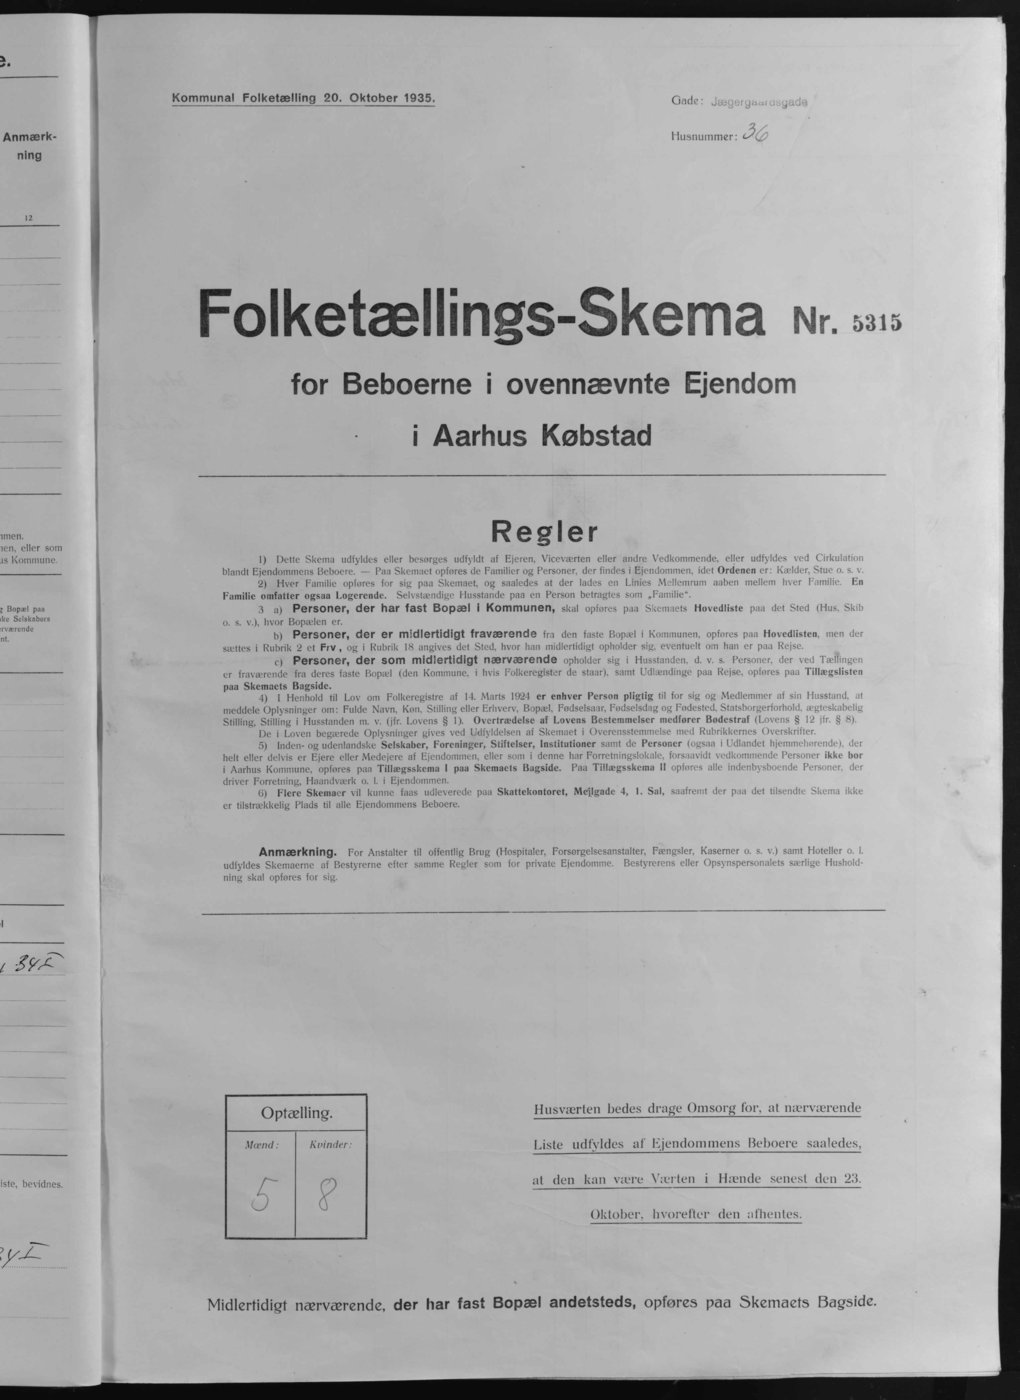 e.
Anmærk-
ning
12
men.
nen, eller som
us Kommune.
g Bopæl paa
ske Selskabers
erværende
nt.
34 I
iste, bevidnes.
Kommunal Folketælling 20. Oktober 1935.
Gade: Jægergaardsgade
Husnummer: 36
Folketællings-Skema Nr. 5315
for Beboerne i ovennævnte Ejendom
i Aarhus Købstad
Regler
1) Dette Skema udfyldes eller besørges udfyldt af Ejeren, Viceværten eller andre Vedkommende, eller udfyldes ved Cirkulation
blandt Ejendommens Beboere. — Paa Skemaet opføres de Familier og Personer, der findes i Ejendommen, idet Ordenen er: Kælder, Stue o. s. v.
2) Hver Familie opføres for sig paa Skemaet, og saaledes at der lades en Linies Mellemrum aaben mellem hver Familie. En
Familie omfatter ogsaa Logerende. Selvstændige Husstande paa en Person betragtes som „Familie“.
3 a) Personer, der har fast Bopæl i Kommunen, skal opføres paa Skemaets Hovedliste paa det Sted (Hus, Skib
o. s. v.), hvor Bopælen er.
b) Personer, der er midlertidigt fraværende fra den faste Bopæl i Kommunen, opføres paa Hovedlisten, men der
sættes i Rubrik 2 et Frv, og i Rubrik 18 angives det Sted, hvor han midlertidigt opholder sig, eventuelt om han er paa Rejse.
c) Personer, der som midlertidigt nærværende opholder sig i Husstanden, d. v. s. Personer, der ved Tællingen
er fraværende fra deres faste Bopæl (den Kommune, i hvis Folkeregister de staar), samt Udlændinge paa Rejse, opføres paa Tillægslisten
paa Skemaets Bagside.
4) I Henhold til Lov om Folkeregistre af 14. Marts 1924 er enhver Person pligtig til for sig og Medlemmer af sin Husstand, at
meddele Oplysninger om: Fulde Navn, Køn, Stilling eller Erhverv, Bopæl, Fødselsaar, Fødselsdag og Fødested, Statsborgerforhold, ægteskabelig
Stilling, Stilling i Husstanden m. v. (jfr. Lovens § 1). Overtrædelse af Lovens Bestemmelser medfører Bødestraf (Lovens § 12 jfr. § 8).
De i Loven begærede Oplysninger gives ved Udfyldelsen af Skemaet i Overensstemmelse med Rubrikkernes Overskrifter.
5) Inden- og udenlandske Selskaber, Foreninger, Stiftelser, Institutioner samt de Personer (ogsaa i Udlandet hjemmehørende), der
helt eller delvis er Ejere eller Medejere af Ejendommen, eller som i denne har Forretningslokale, forsaavidt vedkommende Personer ikke bor
i Aarhus Kommune, opføres paa Tillægsskema I paa Skemaets Bagside. Paa Tillægsskema II opføres alle indenbysboende Personer, der
driver Forretning, Haandværk o. l. i Ejendommen.
6) Flere Skemaer vil kunne faas udleverede paa Skattekontoret, Mejlgade 4, 1. Sal, saafremt der paa det tilsendte Skema ikke
er tilstrækkelig Plads til alle Ejendommens Beboere.
Anmærkning. For Anstalter til offentlig Brug (Hospitaler, Forsørgelsesanstalter, Fængsler, Kaserner o. s. v.) samt Hoteller o. l.
udfyldes Skemaerne af Bestyrerne efter samme Regler som for private Ejendomme. Bestyrerens eller Opsynspersonalets særlige Hushold-
ning skal opføres for sig.
Optælling.
Mænd: Kvinder:
5 8
Husværten bedes drage Omsorg for, at nærværende
Liste udfyldes af Ejendommens Beboere saaledes,
at den kan være Værten i Hænde senest den 23.
Oktober, hvorefter den afhentes.
Midlertidigt nærværende, der har fast Bopæl andetsteds, opføres paa Skemaets Bagside.